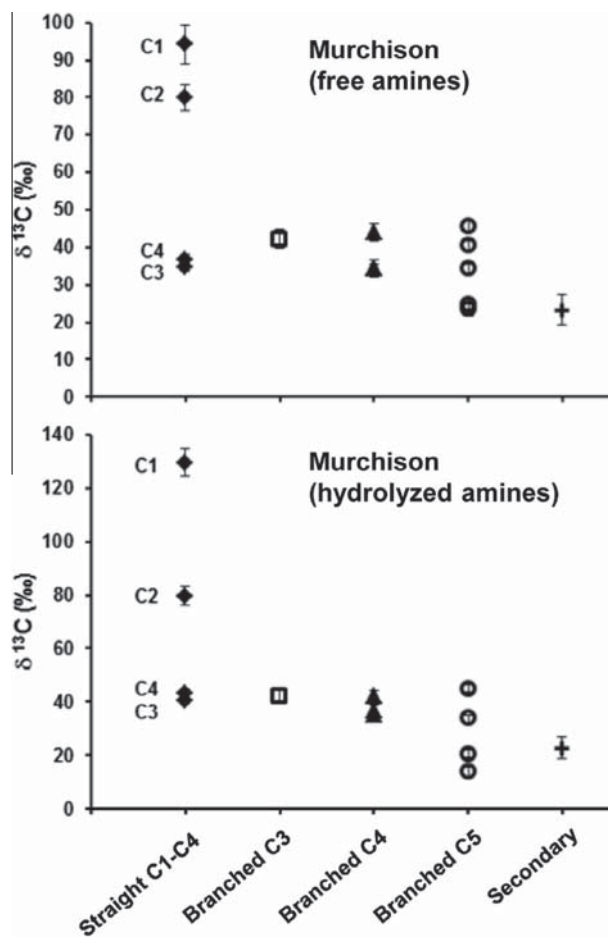 100
90
80
70
60
50
40
30
20
10
0
δ ¹³C (‰)
C1
C2
C4
C3
Murchison
(free amines)
140
120
100
80
60
40
20
0
δ ¹³C (‰)
C1
C2
C4
C3
Murchison
(hydrolyzed amines)
Straight C1-C4
Branched C3
Branched C4
Branched C5
Secondary